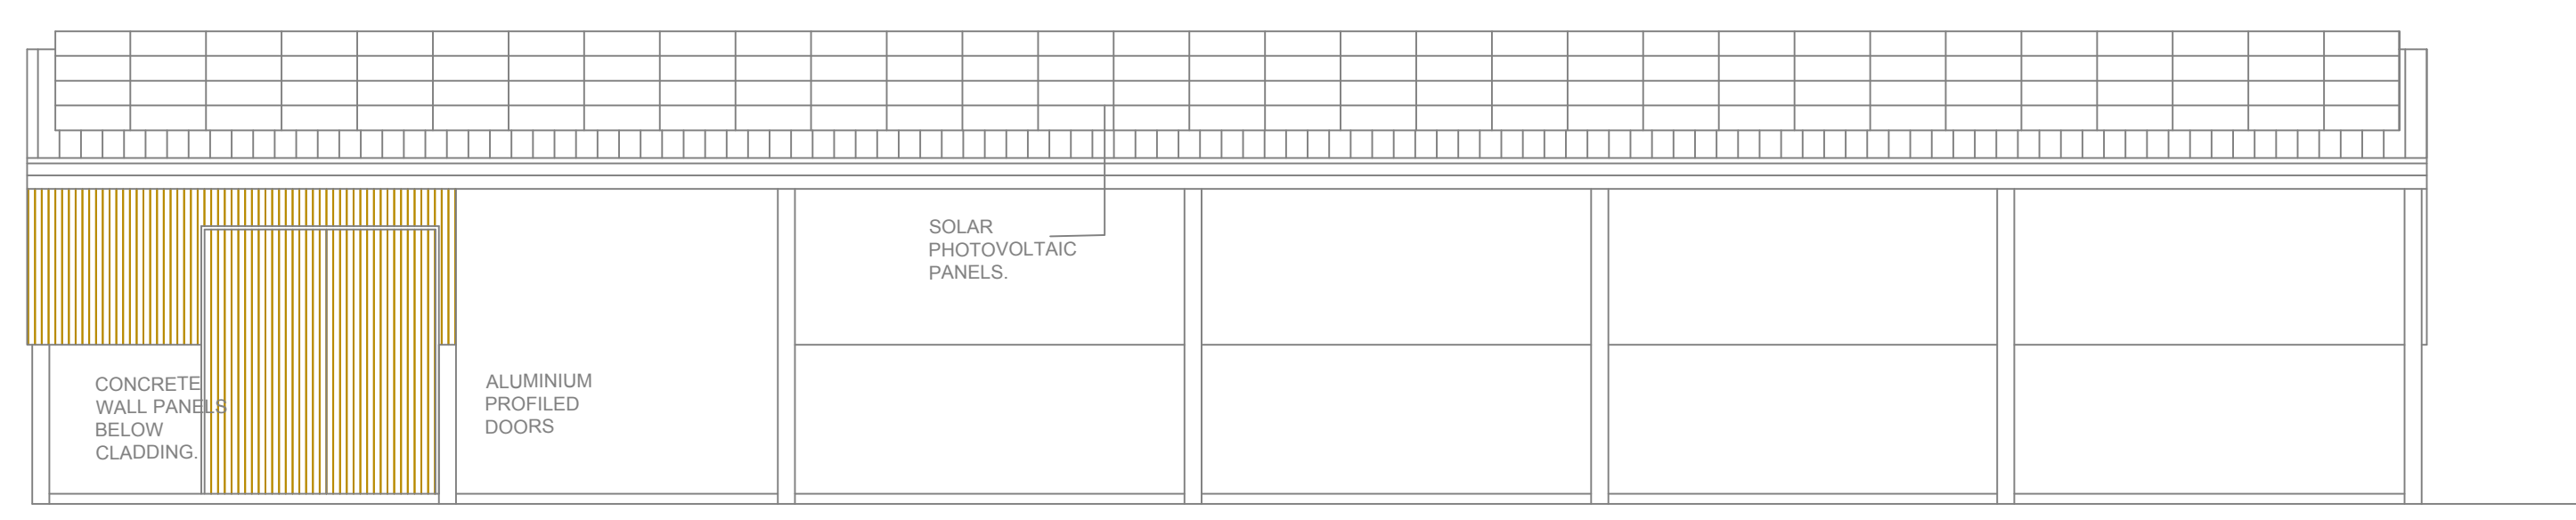 SOLAR
PHOTOVOLTAIC
PANELS.
CONCRETE
WALL PANELS
BELOW
CLADDING.
ALUMINIUM
PROFILED
DOORS